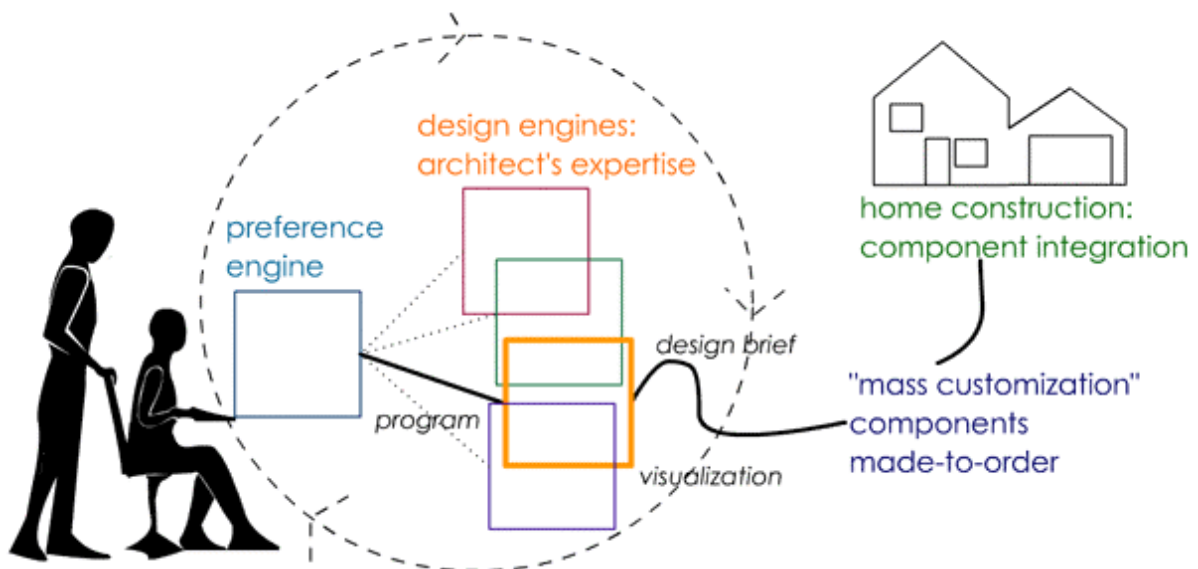 design engines:
architect's expertise
preference
engine
program
design brief
visualization
home construction:
component integration
"mass customization"
components
made-to-order